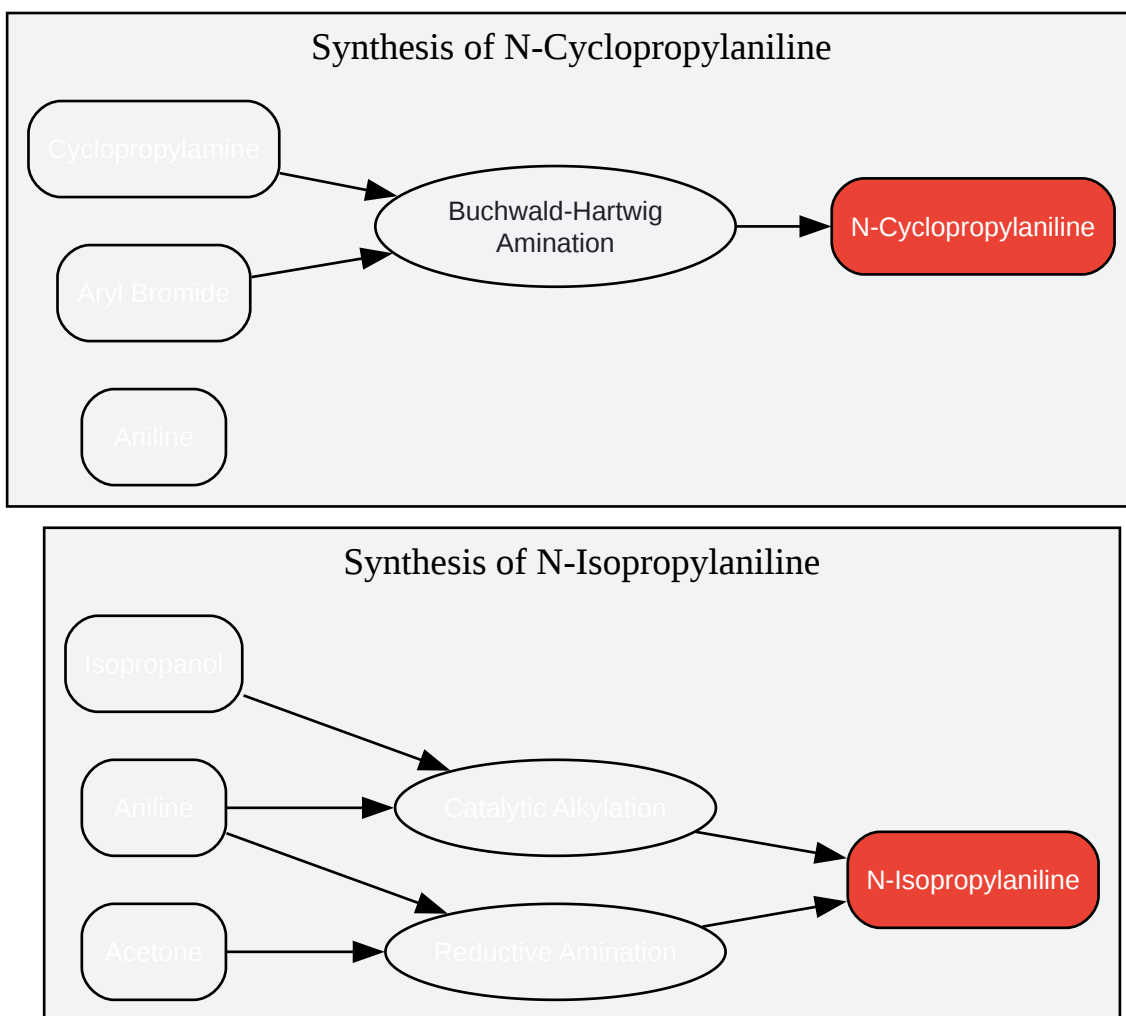 Synthesis of N-Cyclopropylaniline
Cyclopropylamine
Buchwald-Hartwig
Amination
N-Cyclopropylaniline
Aryl Bromide
Aniline
Synthesis of N-Isopropylaniline
Isopropanol
Aniline
Catalytic Alkylation
N-Isopropylaniline
Acetone
Reductive Amination